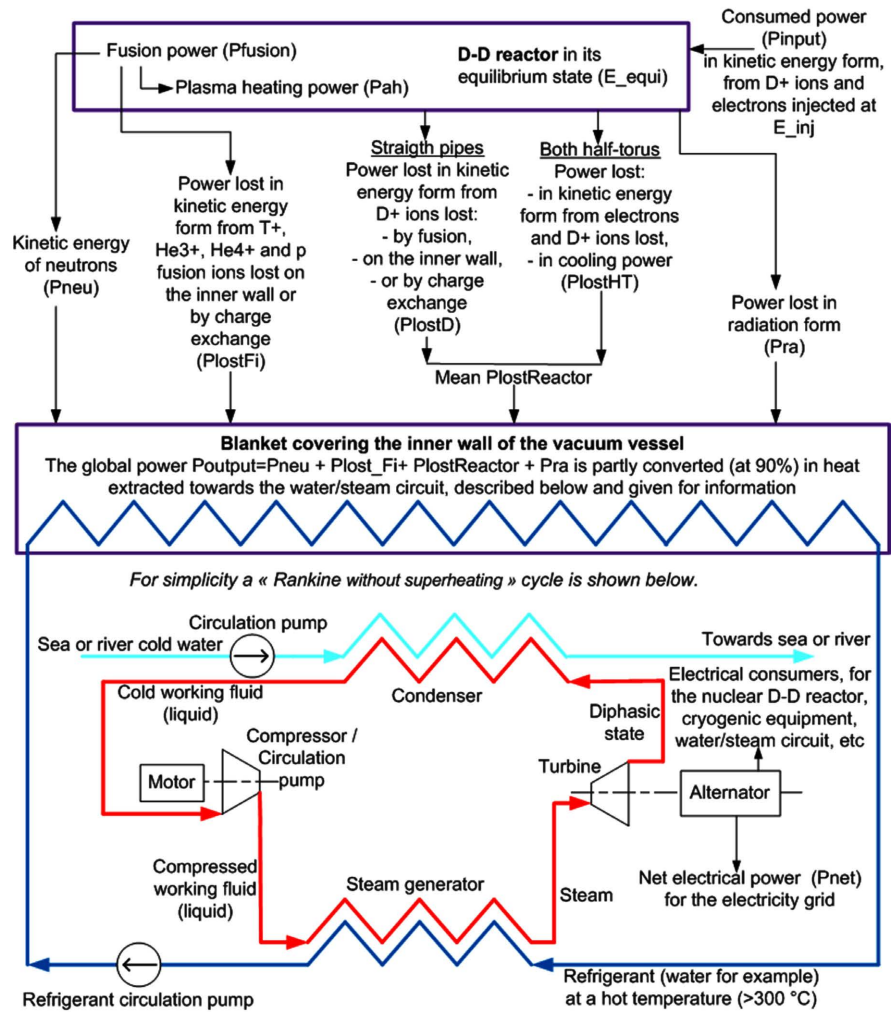 Consumed power
(Pinput)
in kinetic energy form,
from D+ ions and
electrons injected at
E_inj
Fusion power (Pfusion)
Plasma heating power (Pah)
D-D reactor in its
equilibrium state (E_equi)
Kinetic energy
of neutrons
(Pneu)
Power lost in
kinetic energy
form from T+,
He3+, He4+ and p
fusion ions lost on
the inner wall or
by charge
exchange
(PlostFi)
Straigth pipes
Power lost in kinetic
energy form from
D+ ions lost:
- by fusion,
- on the inner wall,
- or by charge
exchange
(PlostD)
Both half-torus
Power lost:
- in kinetic energy
form from electrons
and D+ ions lost,
- in cooling power
(PlostHT)
Power lost in
radiation form
(Pra)
Mean PlostReactor
Blanket covering the inner wall of the vacuum vessel
The global power Poutput=Pneu + Plost_Fi+ PlostReactor + Pra is partly converted (at 90%) in heat
extracted towards the water/steam circuit, described below and given for information
For simplicity a « Rankine without superheating » cycle is shown below.
Circulation pump
Sea or river cold water
Towards sea or river
Cold working fluid
(liquid)
Condenser
Electrical consumers, for
the nuclear D-D reactor,
cryogenic equipment,
water/steam circuit, etc
Diphasic
state
Compressor /
Circulation
pump
Motor
Turbine
Alternator
Compressed
working fluid
(liquid)
Steam generator
Steam
Net electrical power (Pnet)
for the electricity grid
Refrigerant circulation pump
Refrigerant (water for example)
at a hot temperature (>300 °C)